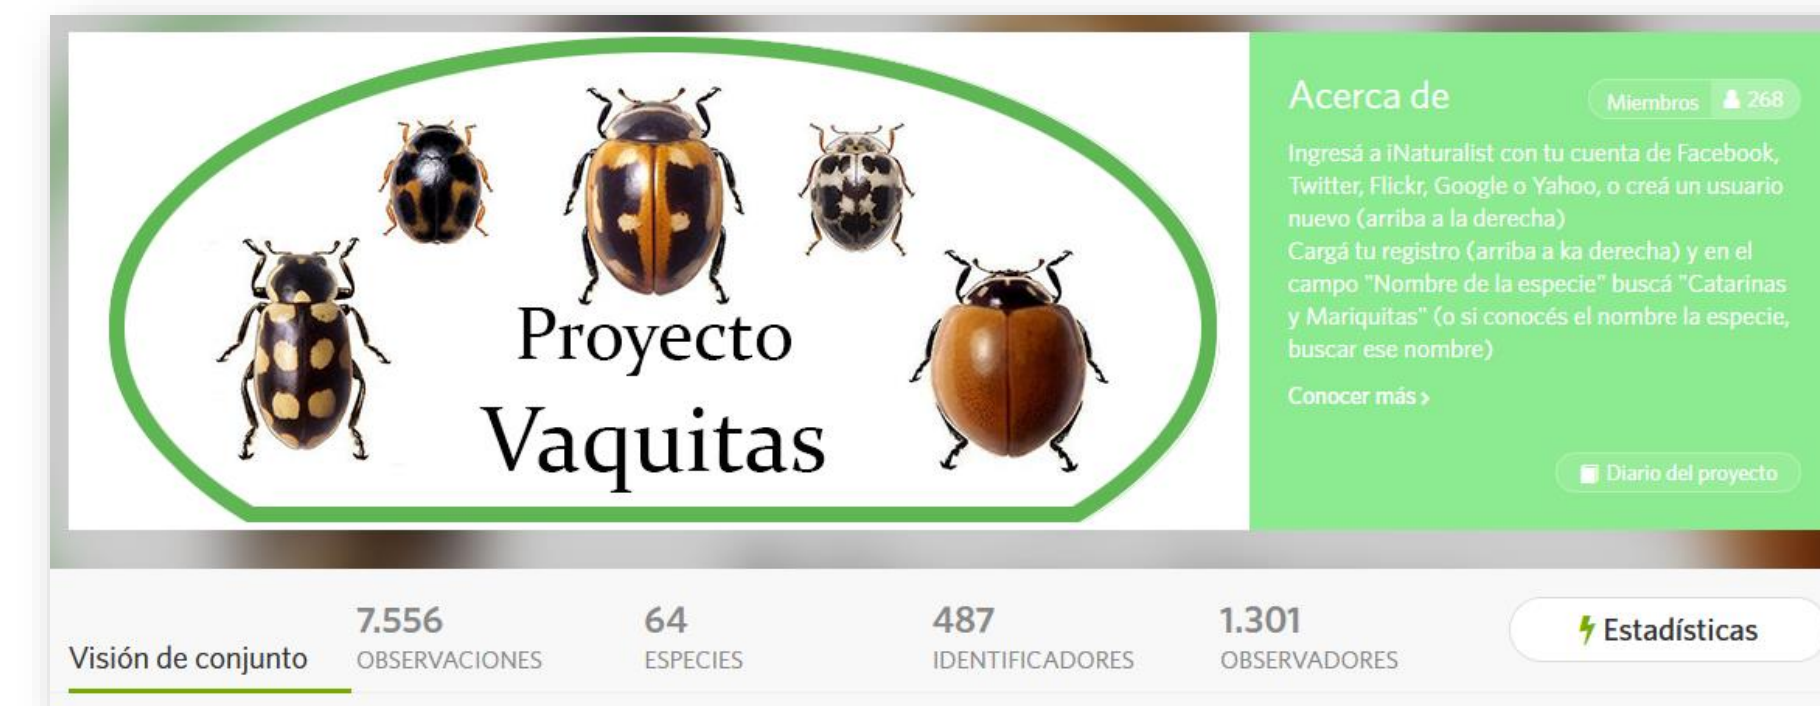 Proyecto
Vaquitas
Acerca de
Miembros 268
Ingresá a iNaturalist con tu cuenta de Facebook,
Twitter, Flickr, Google o Yahoo, o creá un usuario
nuevo (arriba a la derecha)
Cargá tu registro (arriba a ka derecha) y en el
campo "Nombre de la especie" buscá "Catarinas
y Mariquitas" (o si conocés el nombre la especie,
buscar ese nombre)
Conocer más ›
Diario del proyecto
Visión de conjunto
7.556
OBSERVACIONES
64
ESPECIES
487
IDENTIFICADORES
1.301
OBSERVADORES
Estadísticas